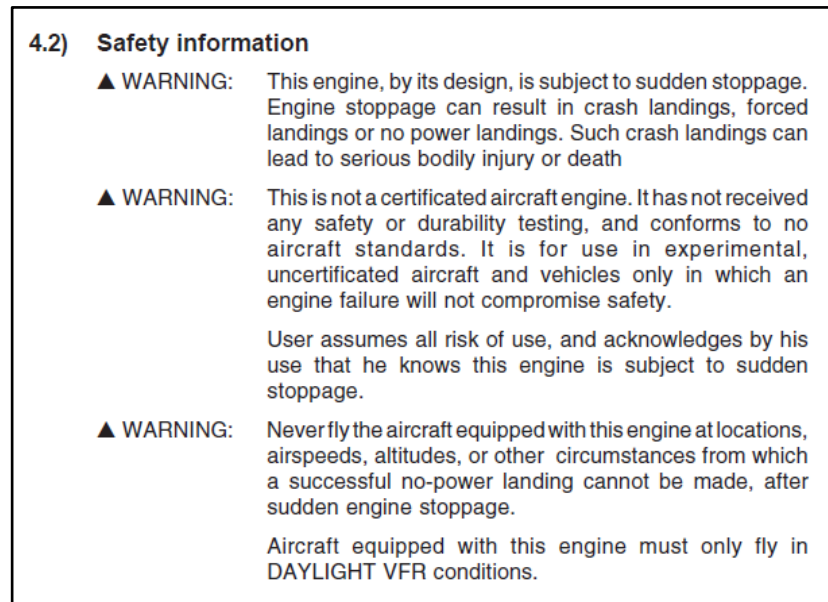 4.2) Safety information
▲ WARNING: This engine, by its design, is subject to sudden stoppage.
Engine stoppage can result in crash landings, forced
landings or no power landings. Such crash landings can
lead to serious bodily injury or death
▲ WARNING: This is not a certificated aircraft engine. It has not received
any safety or durability testing, and conforms to no
aircraft standards. It is for use in experimental,
uncertificated aircraft and vehicles only in which an
engine failure will not compromise safety.
User assumes all risk of use, and acknowledges by his
use that he knows this engine is subject to sudden
stoppage.
▲ WARNING: Never fly the aircraft equipped with this engine at locations,
airspeeds, altitudes, or other circumstances from which
a successful no-power landing cannot be made, after
sudden engine stoppage.
Aircraft equipped with this engine must only fly in
DAYLIGHT VFR conditions.